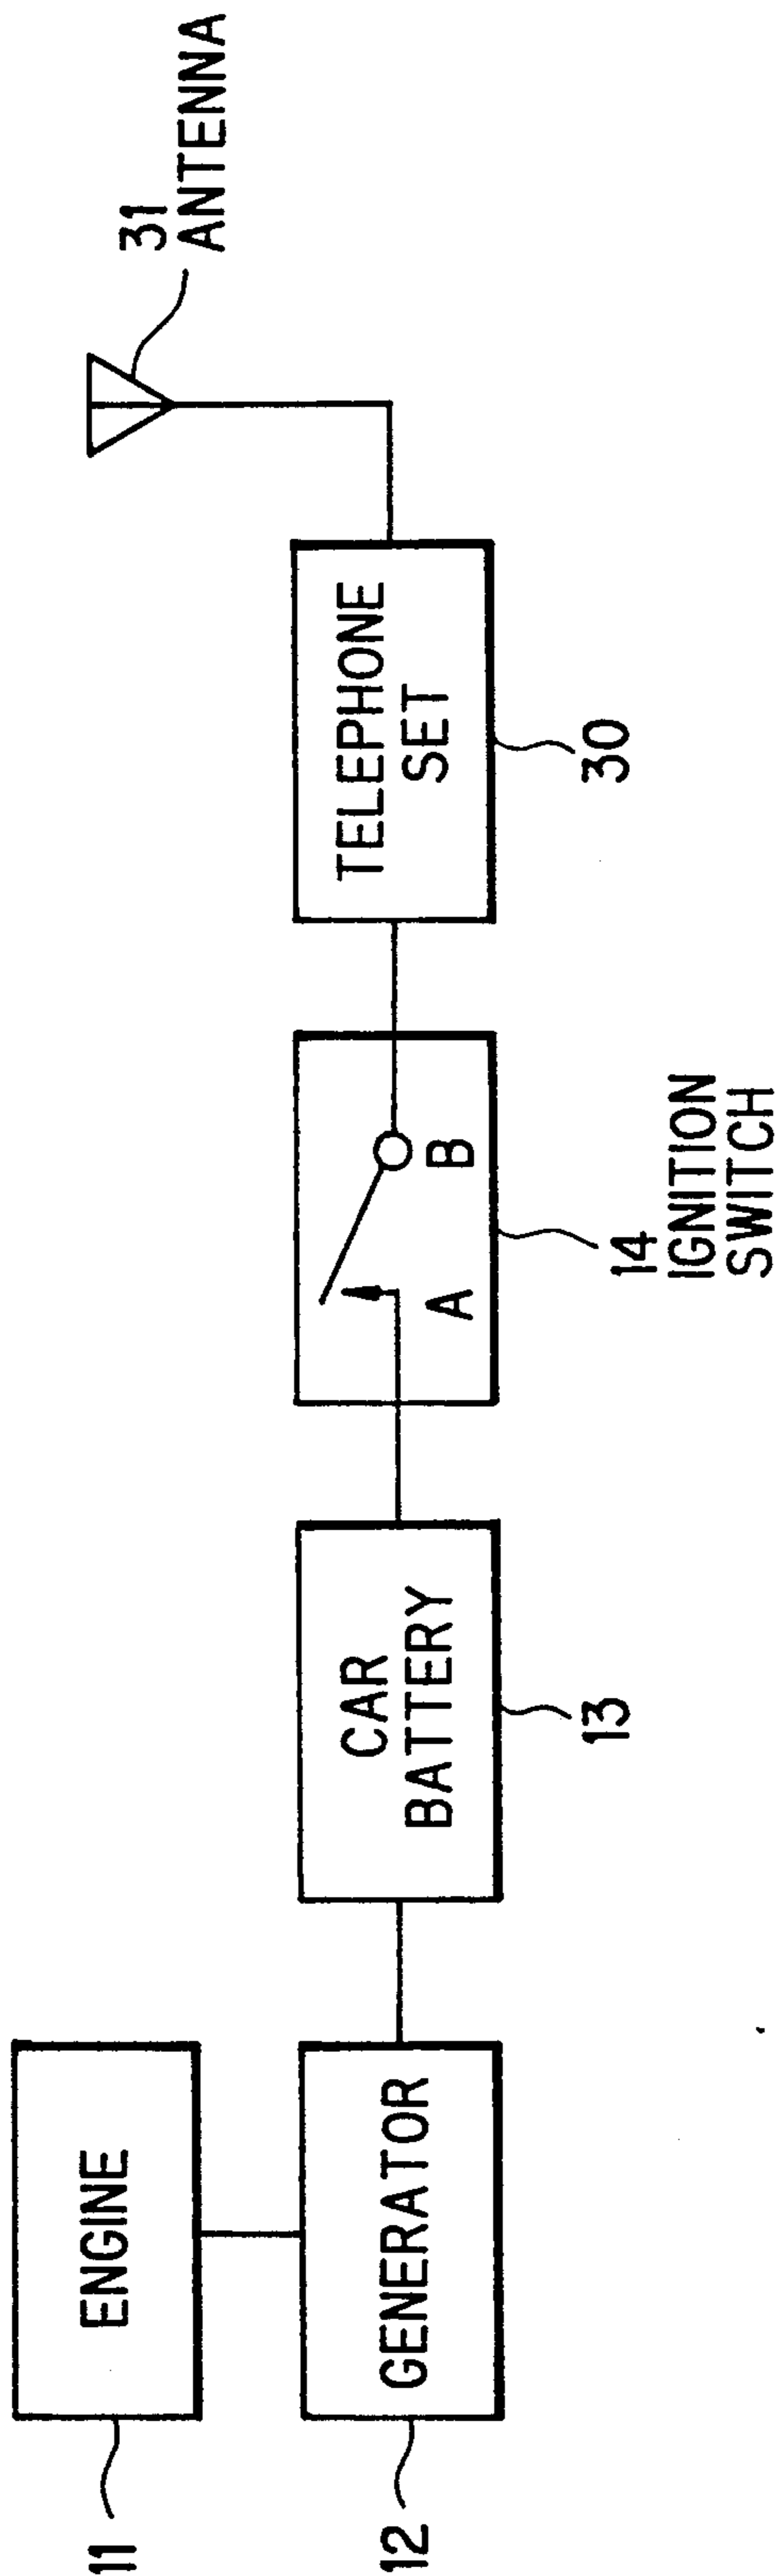 11
ENGINE
12
GENERATOR
CAR
BATTERY
13
A
B
14
IGNITION
SWITCH
TELEPHONE
SET
30
31
ANTENNA